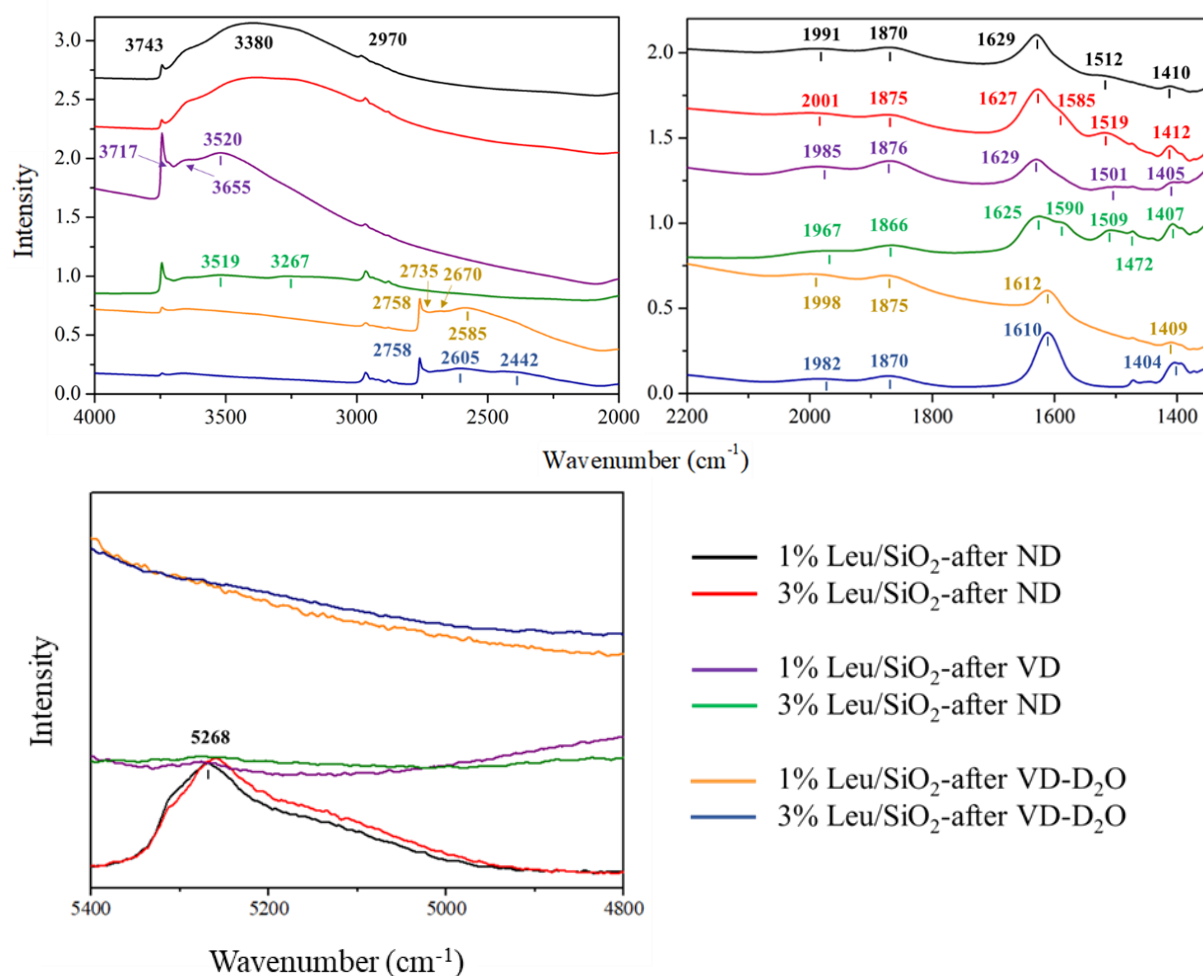 3743 3380 2970
3717 3520
3655
3519 3267
2735 2670
2758
2585
2758 2605 2442
3.0
2.5
2.0
1.5
1.0
0.5
0.0
Intensity
4000 3500 3000 2500 2000
1991 1870 1629 1512 1410
2001 1875 1627 1585 1519 1412
1985 1876 1629 1501 1405
1967 1866 1625 1590 1509 1407
1472
1998 1875 1612 1409
1982 1870 1610 1404
2.0
1.5
1.0
0.5
0.0
2200 2000 1800 1600 1400
Wavenumber (cm-1)
Intensity
5268
5400 5200 5000 4800
Wavenumber (cm-1)
1% Leu/SiO2-after ND
3% Leu/SiO2-after ND
1% Leu/SiO2-after VD
3% Leu/SiO2-after ND
1% Leu/SiO2-after VD-D2O
3% Leu/SiO2-after VD-D2O